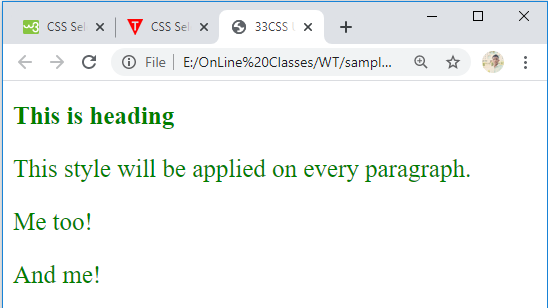 CSS Sel
CSS Sel
33CSS U
File
E:/OnLine%20Classes/WT/sampl...
This is heading
This style will be applied on every paragraph.
Me too!
And me!